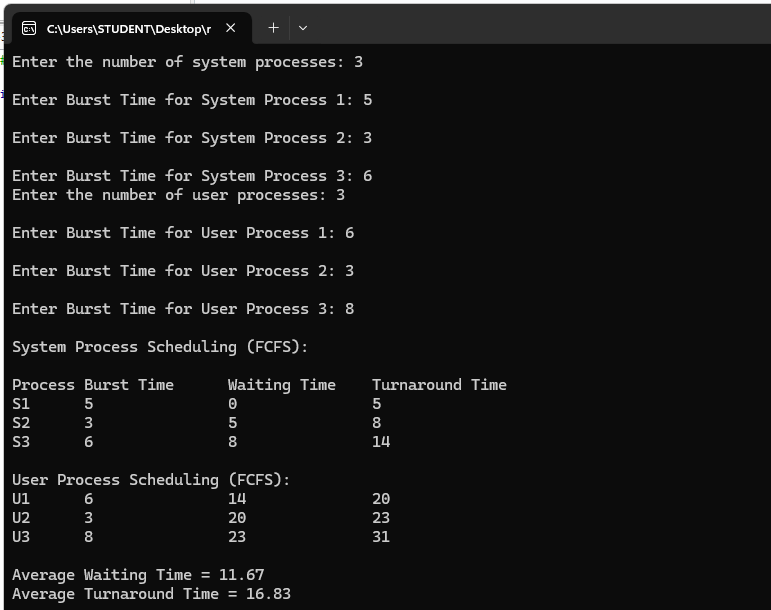 C:\Users\STUDENT\Desktop\r
Enter the number of system processes: 3
Enter Burst Time for System Process 1: 5
Enter Burst Time for System Process 2: 3
Enter Burst Time for System Process 3: 6
Enter the number of user processes: 3
Enter Burst Time for User Process 1: 6
Enter Burst Time for User Process 2: 3
Enter Burst Time for User Process 3: 8
System Process Scheduling (FCFS):
Process Burst Time      Waiting Time    Turnaround Time
S1      5               0               5
S2      3               5               8
S3      6               8               14
User Process Scheduling (FCFS):
U1      6               14              20
U2      3               20              23
U3      8               23              31
Average Waiting Time = 11.67
Average Turnaround Time = 16.83